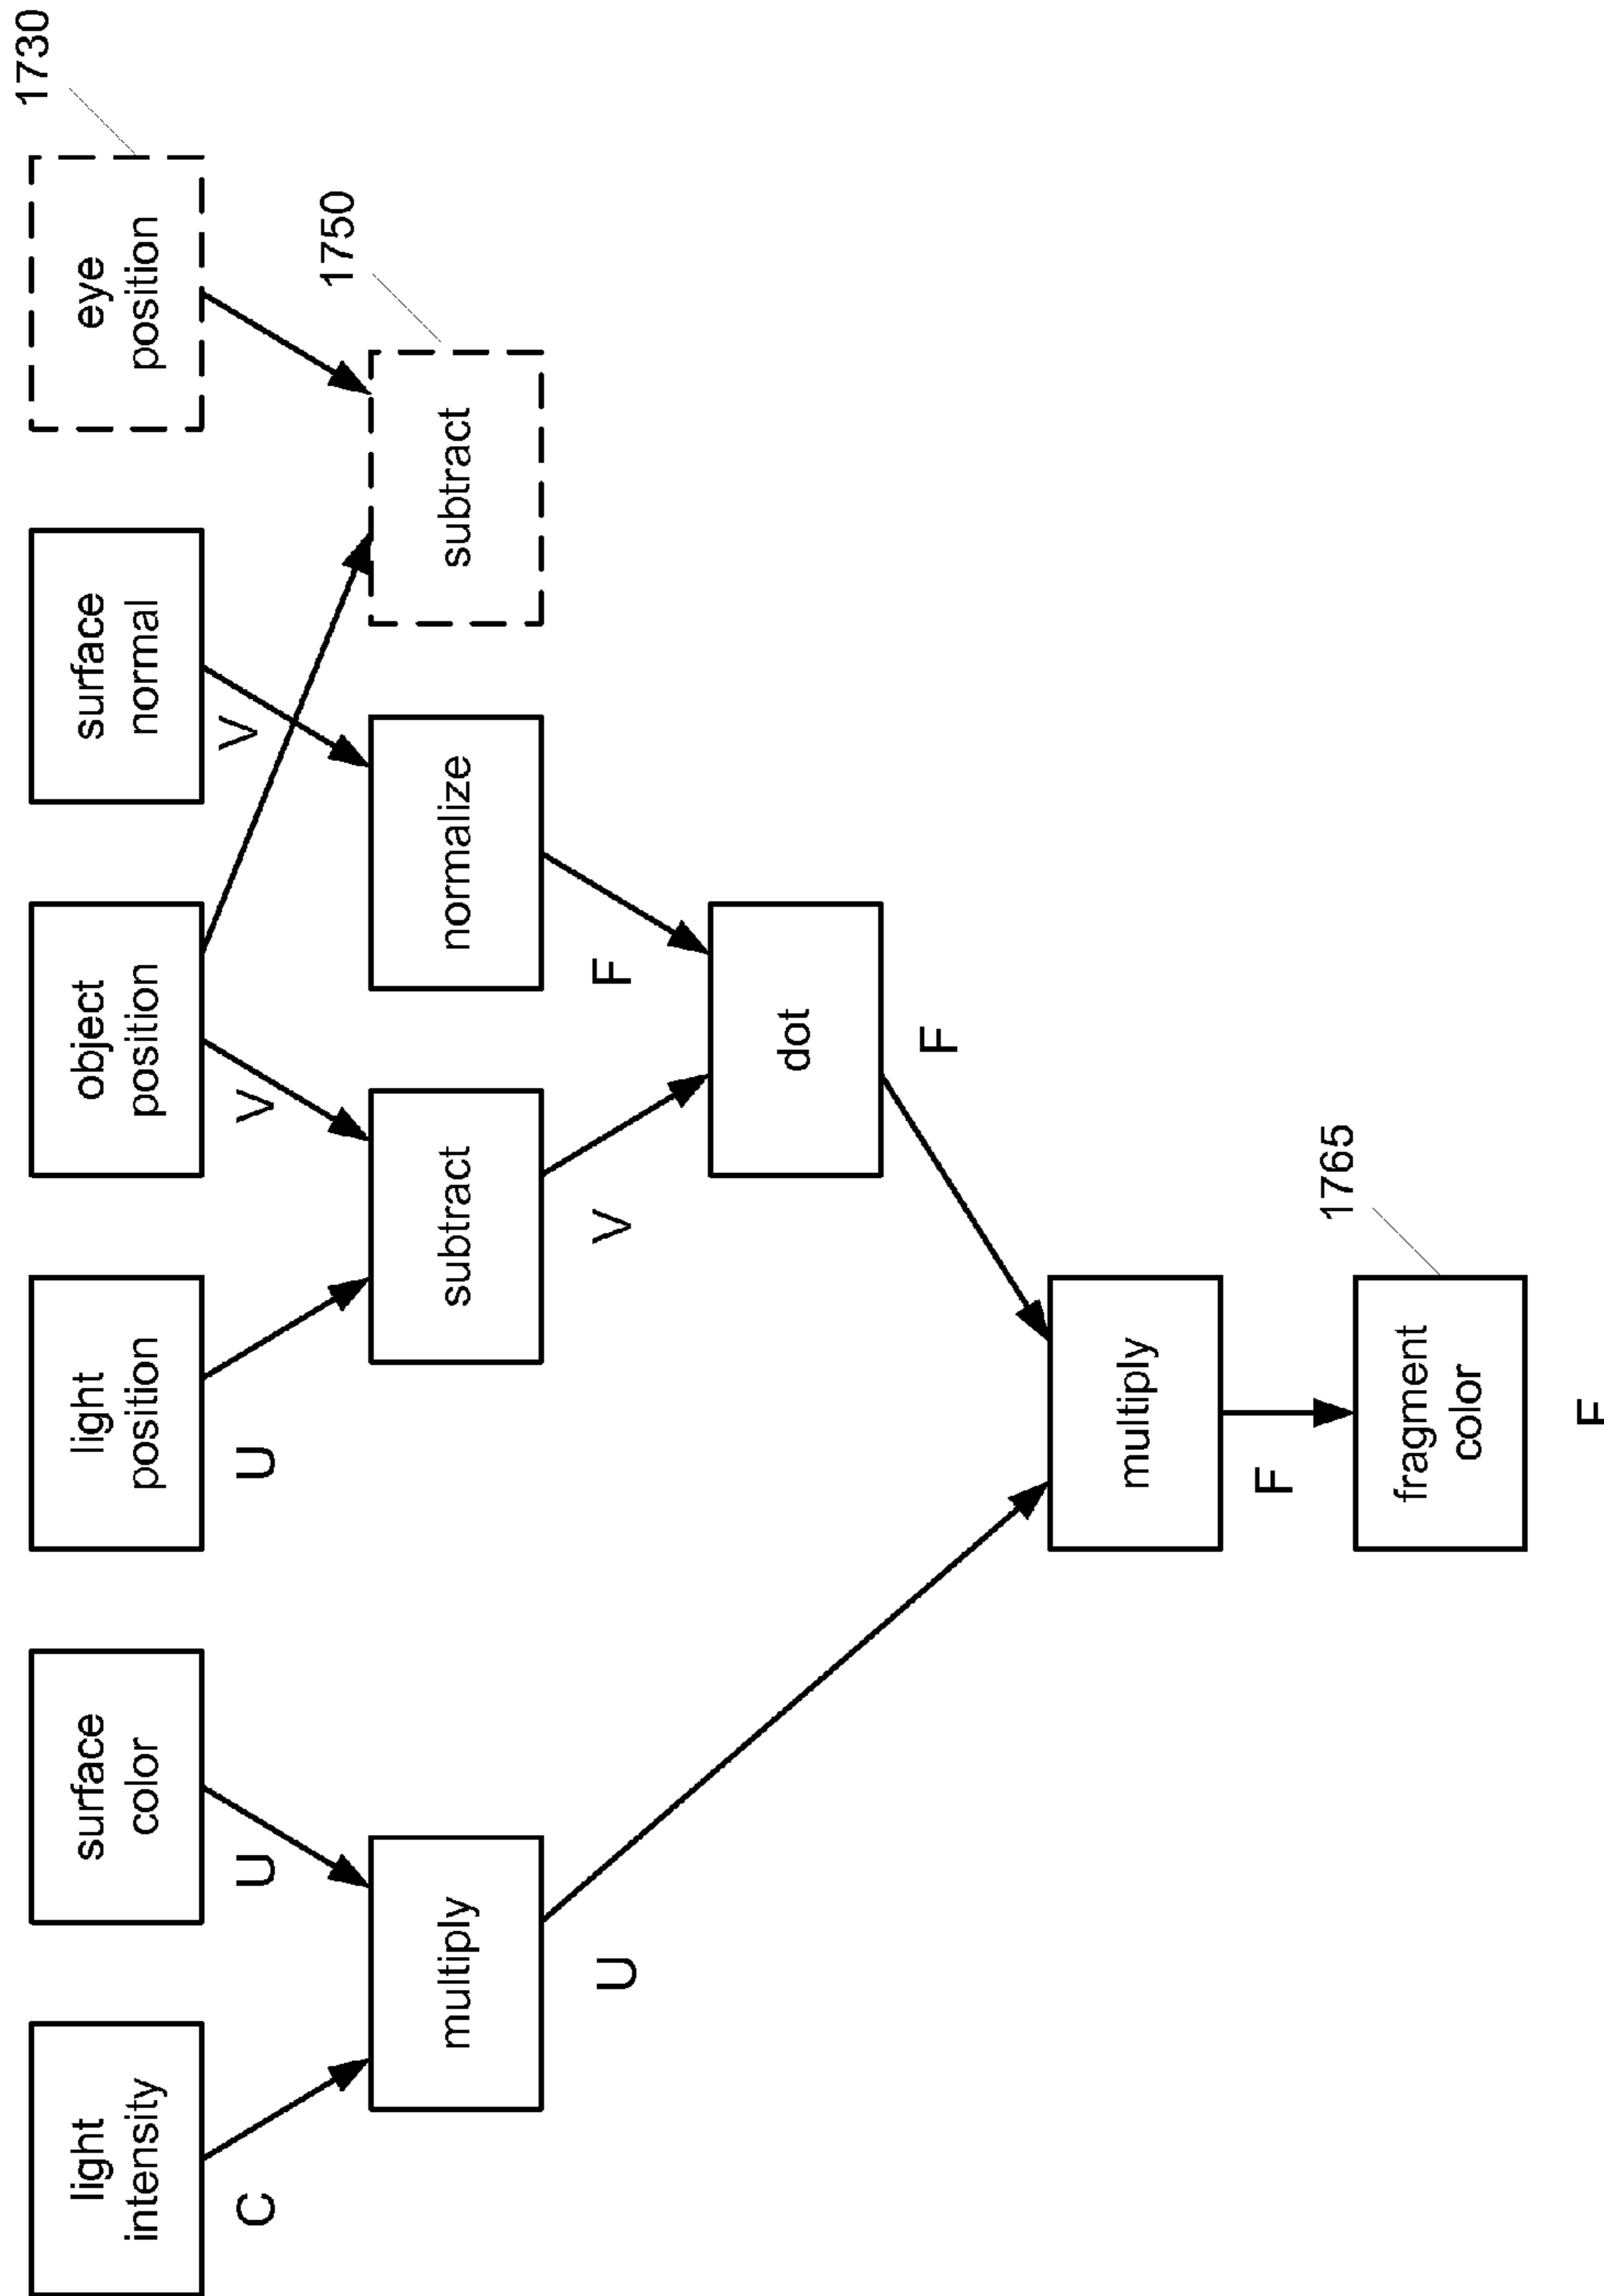 1730
light
intensity
surface
color
light
position
object
position
surface
normal
eye
position
C
U
U
V
V
1750
multiply
subtract
normalize
subtract
U
V
F
dot
F
multiply
1765
F
fragment
color
F